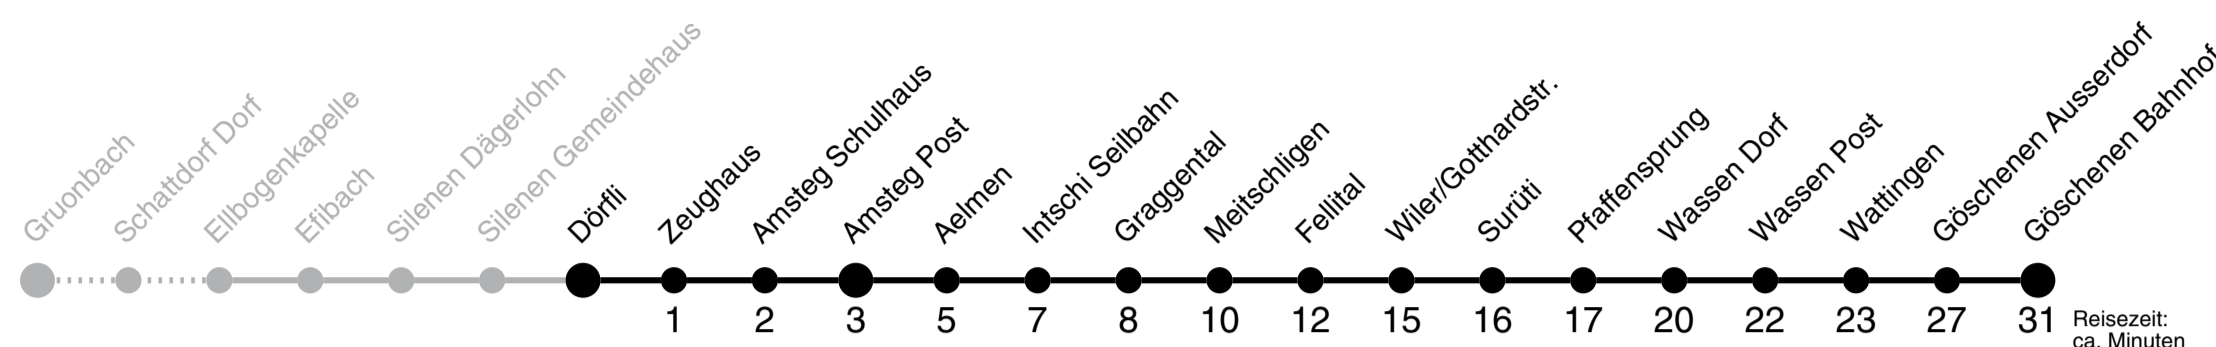 Gruonbach
Schattdorf Dorf
Ellbogenkapelle
Efibach
Silenen Dägerlohn
Silenen Gemeindehaus
Dörfli
Zeughaus
Amsteg Schulhaus
Amsteg Post
Aelmen
Intschi Seilbahn
Graggental
Meitschligen
Fellital
Wiler/Gotthardstr.
Surüti
Pfaffensprung
Wassen Dorf
Wassen Post
Wattingen
Göschenen Ausserdorf
Göschenen Bahnhof
1 2 3 5 7 8 10 12 15 16 17 20 22 23 27 31
Reisezeit:
ca. Minuten